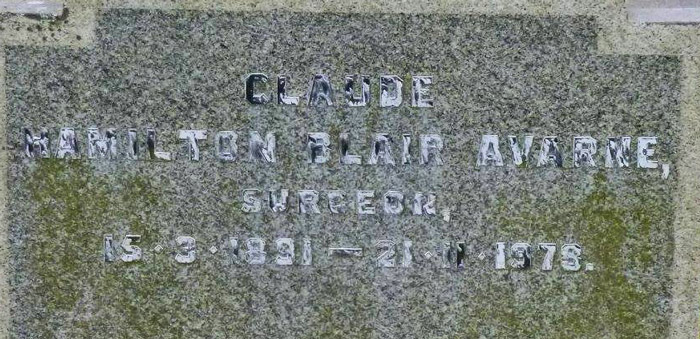 CLAUDE
HAMILTON BLAIR AVARNE,
SURGEON,
15·3·1891 — 21·11·1978.